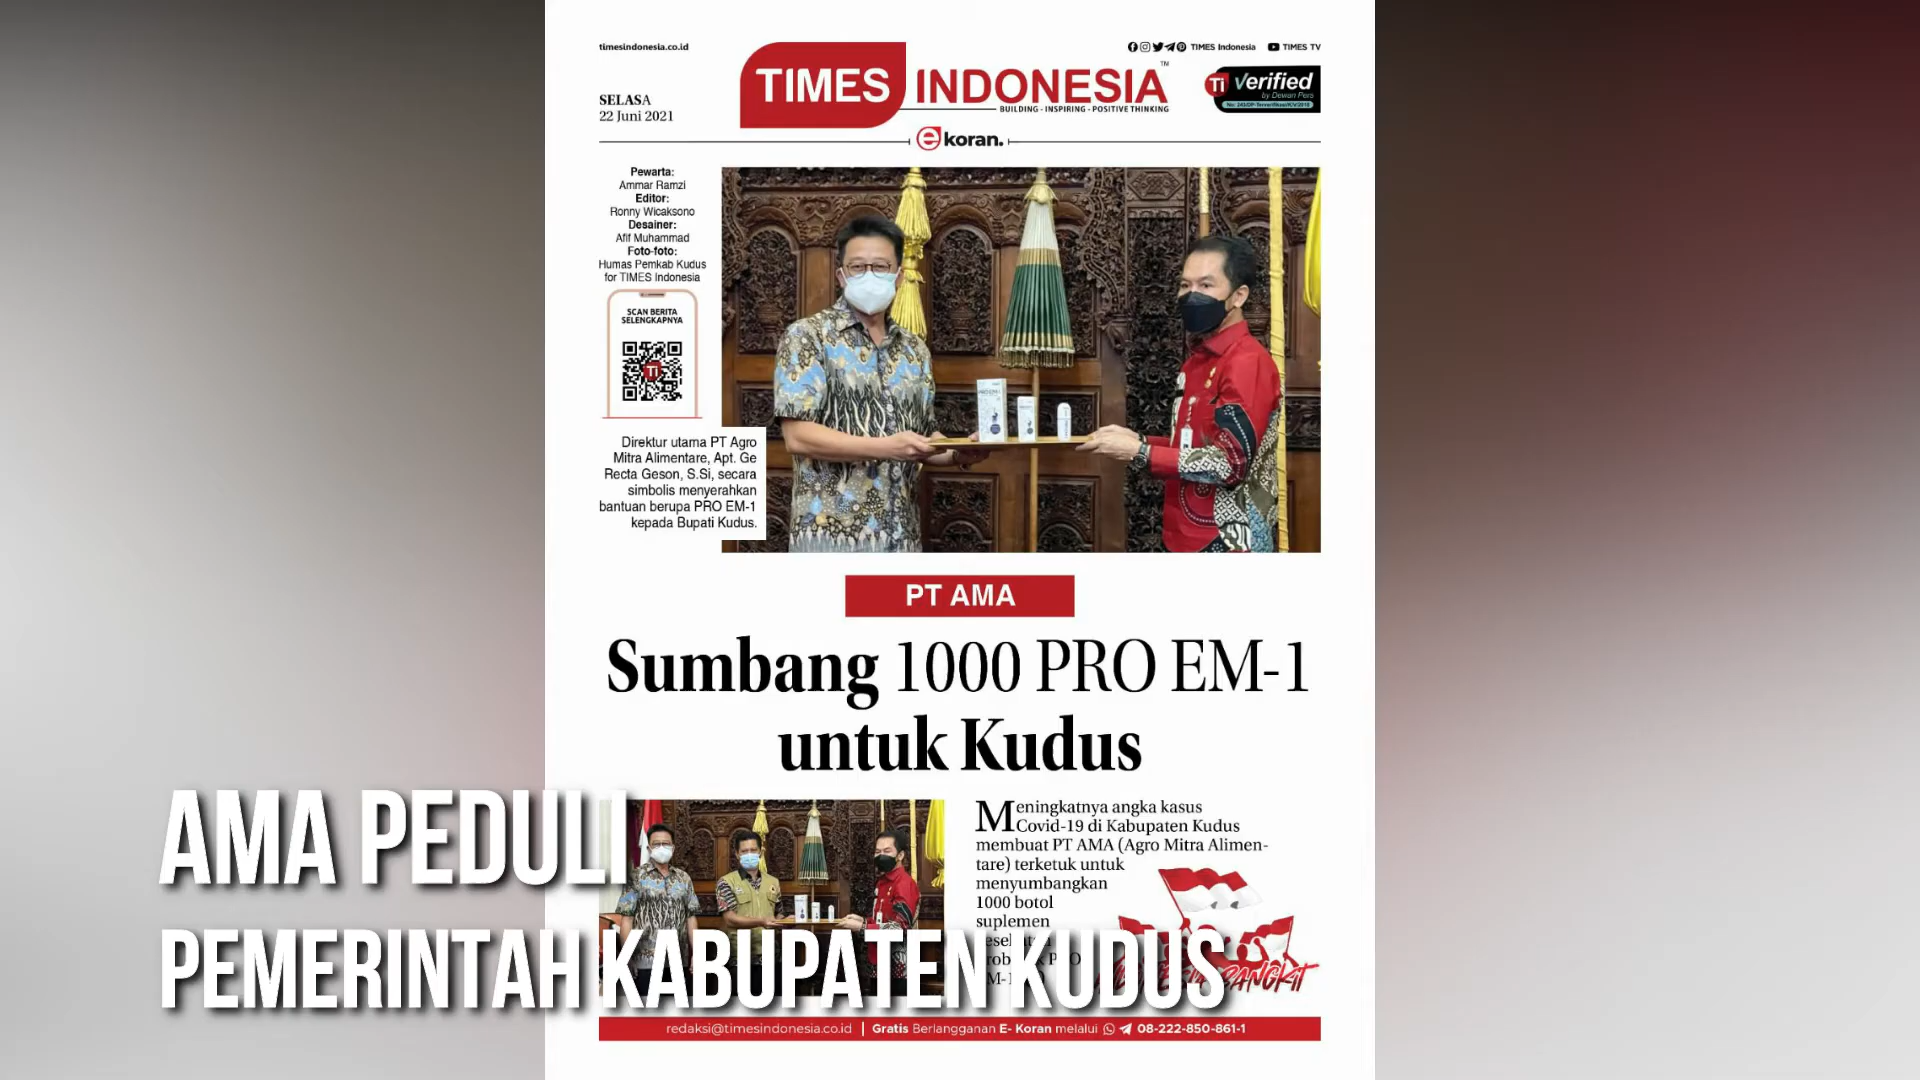 timesindonesia.co.id
TIMES Indonesia
TIMES TV
TIMES INDONESIA
TM
BUILDING - INSPIRING - POSITIVE THINKING
Ti Verified
by Dewan Pers
SELASA
22 Juni 2021
e koran.
Pewarta:
Ammar Ramzi
Editor:
Ronny Wicaksono
Desainer:
Afif Muhammad
Foto-foto:
Humas Pemkab Kudus
for TIMES Indonesia
SCAN BERITA
SELENGKAPNYA
Ti
Direktur utama PT Agro
Mitra Alimentare, Apt. Ge
Recta Geson, S.Si, secara
simbolis menyerahkan
bantuan berupa PRO EM-1
kepada Bupati Kudus.
PT AMA
Sumbang 1000 PRO EM-1
untuk Kudus
Meningkatnya angka kasus
Covid-19 di Kabupaten Kudus
membuat PT AMA (Agro Mitra Alimen-
tare) terketuk untuk
menyumbangkan
1000 botol
suplemen
AMA PEDULI
PEMERINTAH KABUPATEN KUDUS
redaksi@timesindonesia.co.id | Gratis Berlangganan E- Koran melalui 08-222-850-861-1